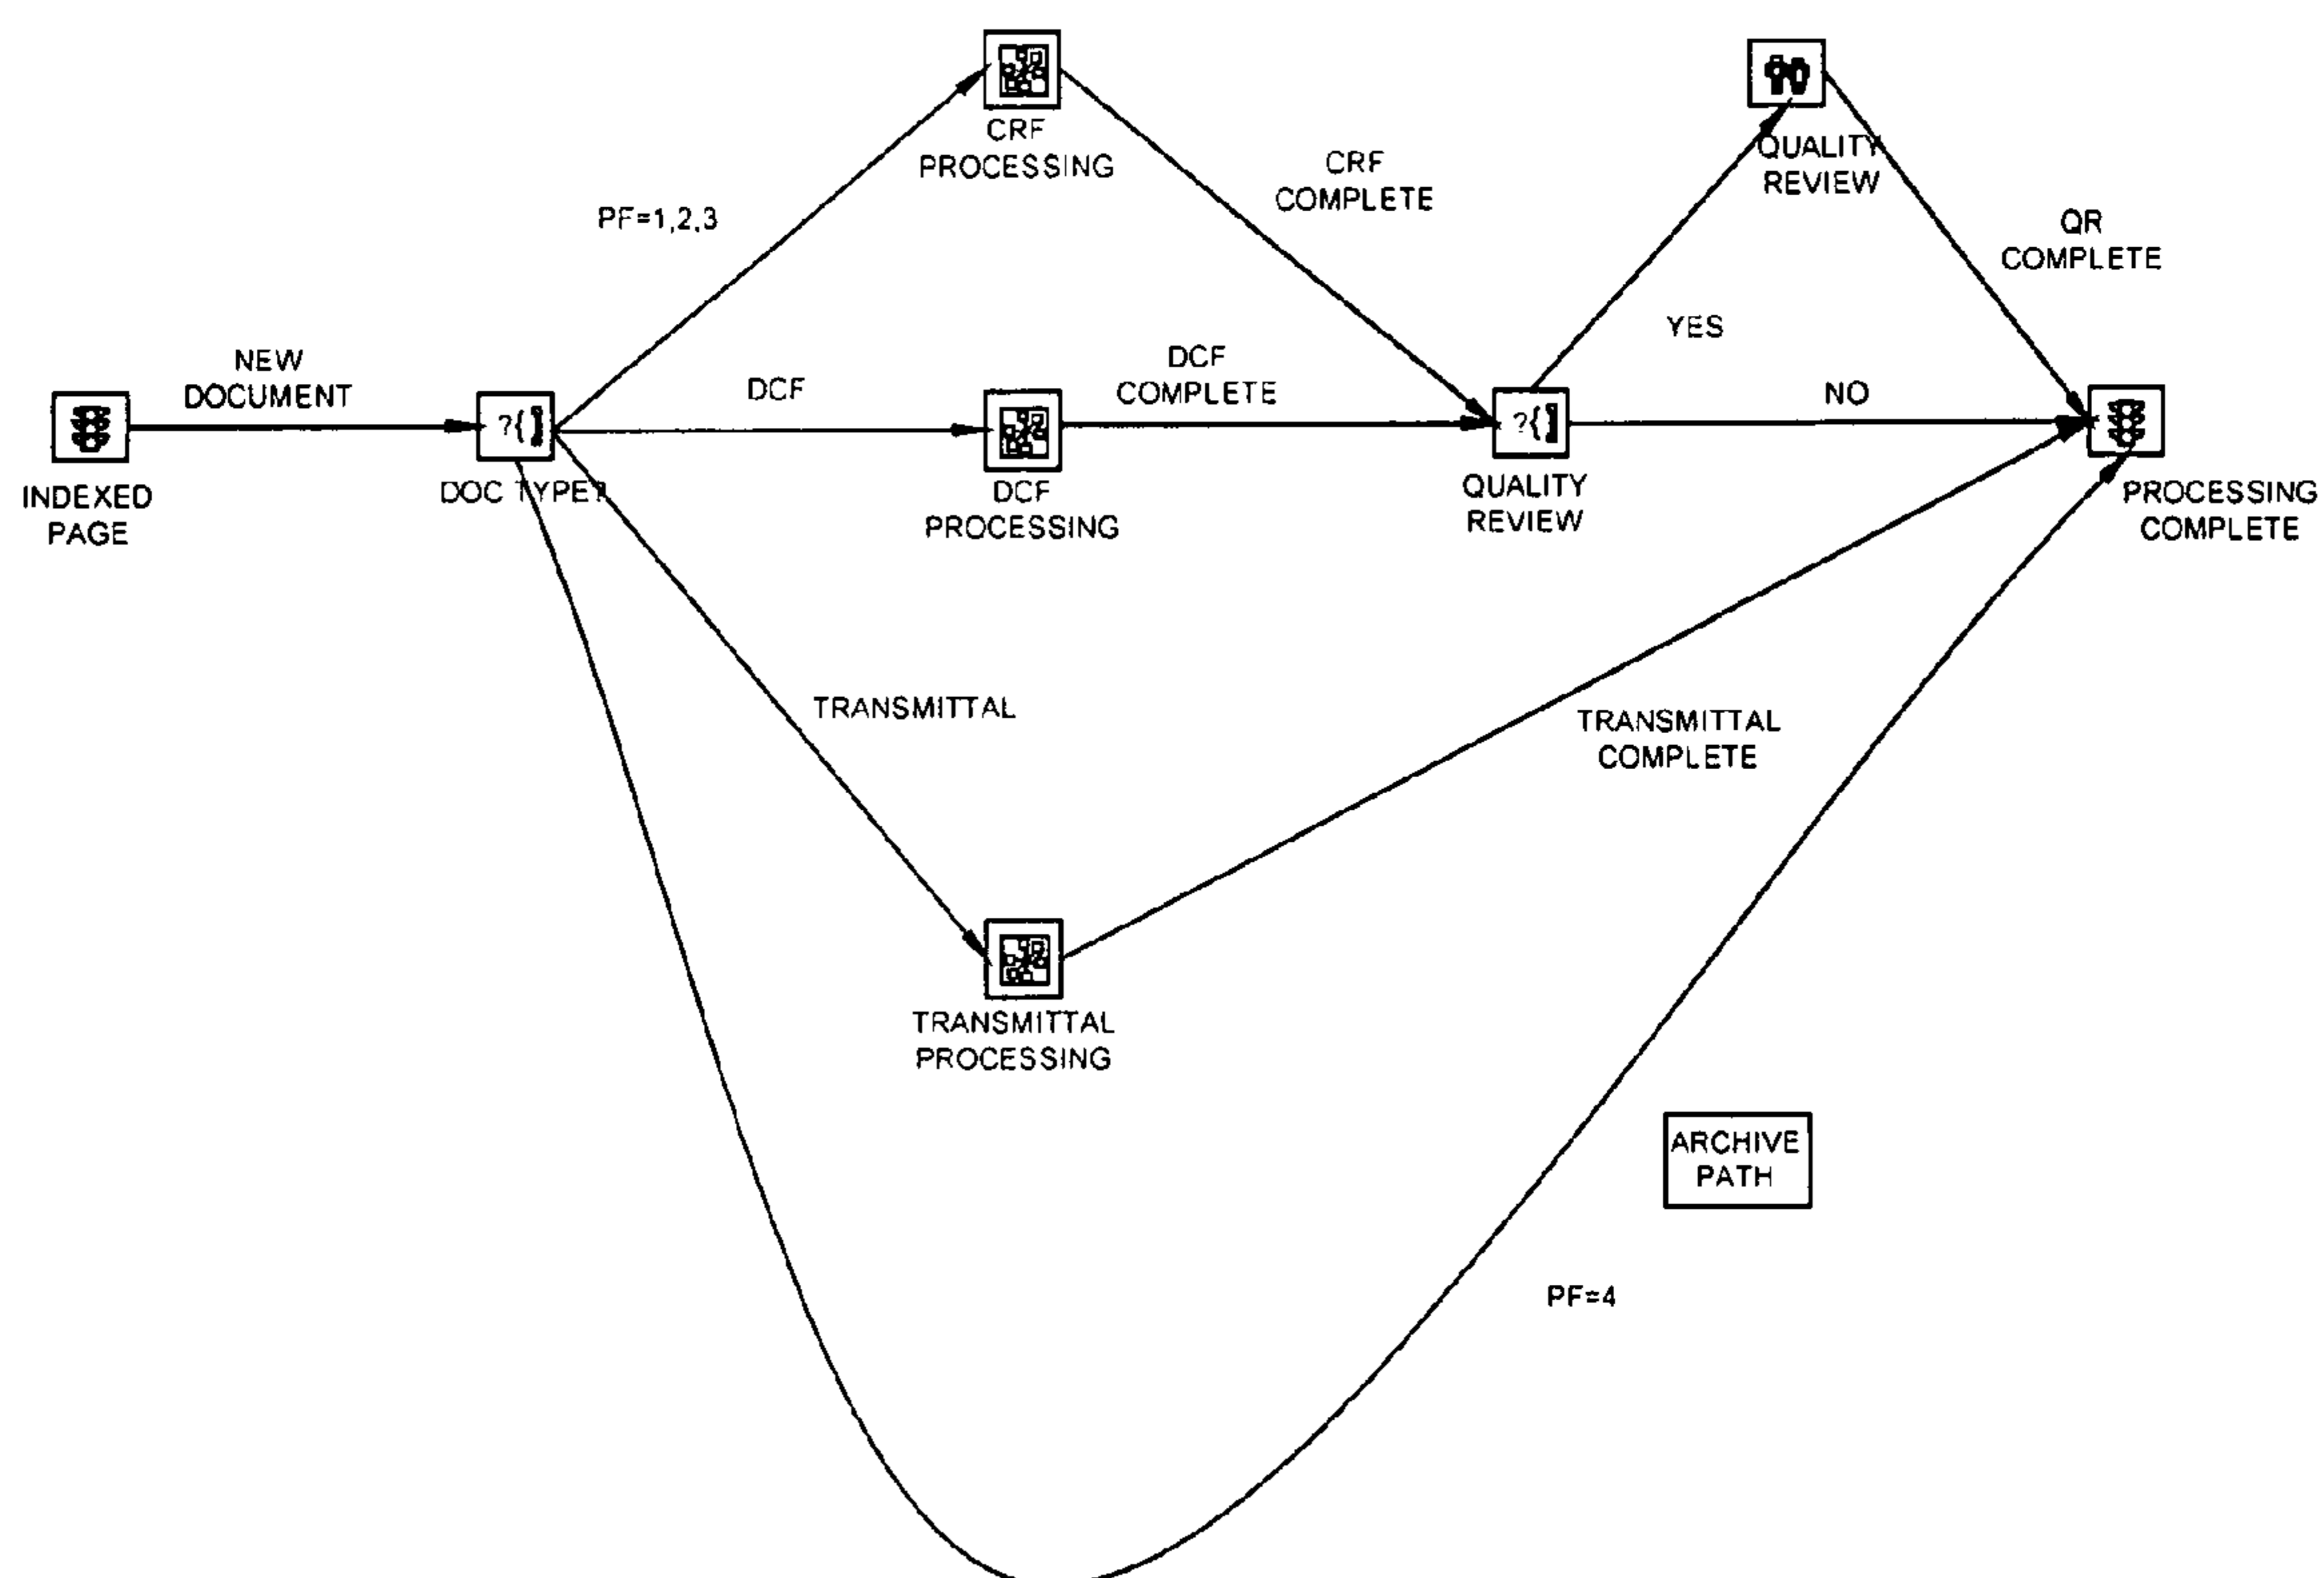 CRF
PROCESSING
QUALITY
REVIEW
CRF
COMPLETE
PF=1,2,3
QR
COMPLETE
YES
NEW
DOCUMENT
DCF
DCF
COMPLETE
NO
?{]
?{]
INDEXED
PAGE
DOC TYPE?
DCF
PROCESSING
QUALITY
REVIEW
PROCESSING
COMPLETE
TRANSMITTAL
TRANSMITTAL
COMPLETE
TRANSMITTAL
PROCESSING
ARCHIVE
PATH
PF=4